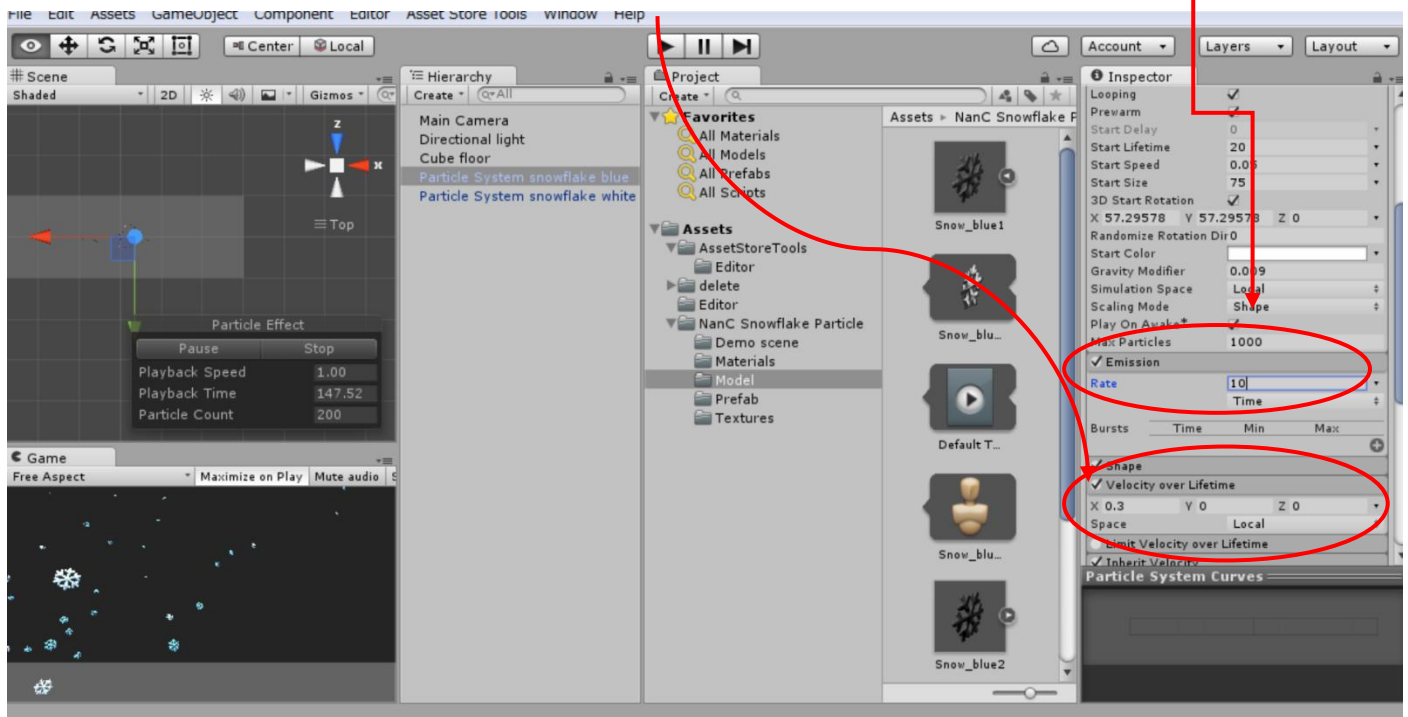 File Edit Assets GameObject Component Editor Asset Store Tools Window Help
Center Local
Account Layers Layout
Scene
Shaded 2D Gizmos
z
x
Top
Particle Effect
Pause Stop
Playback Speed 1.00
Playback Time 147.52
Particle Count 200
Game
Free Aspect Maximize on Play Mute audio S
Hierarchy
Create All
Main Camera
Directional light
Cube floor
Particle System snowflake blue
Particle System snowflake white
Project
Create
Favorites
All Materials
All Models
All Prefabs
All Scripts
Assets
AssetStoreTools
Editor
delete
Editor
NanC Snowflake Particle
Demo scene
Materials
Model
Prefab
Textures
Assets NanC Snowflake P
Snow_blue1
Snow_blu...
Default T...
Snow_blu...
Snow_blue2
Inspector
Looping
Prewarm
Start Delay 0
Start Lifetime 20
Start Speed 0.05
Start Size 75
3D Start Rotation
X 57.29578 Y 57.29578 Z 0
Randomize Rotation Dir 0
Start Color
Gravity Modifier 0.009
Simulation Space Local
Scaling Mode Shape
Play On Awake*
Max Particles 1000
Emission
Rate 10
Time
Bursts Time Min Max
Shape
Velocity over Lifetime
X 0.3 Y 0 Z 0
Space Local
Limit Velocity over Lifetime
Inherit Velocity
Particle System Curves